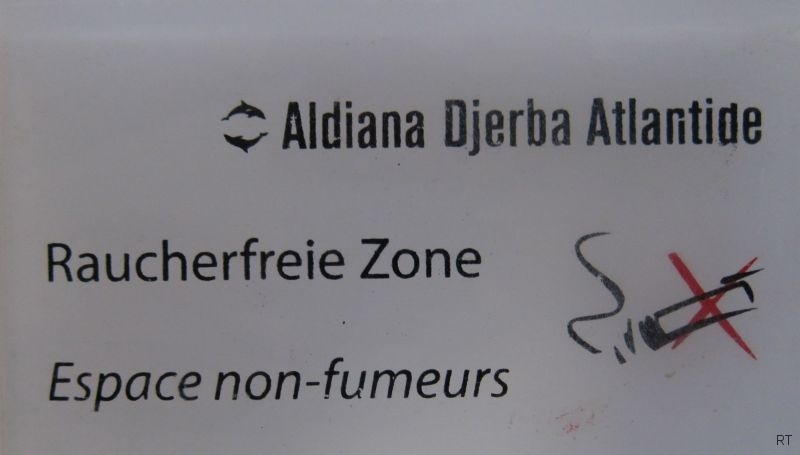 Aldiana Djerba Atlantide
Raucherfreie Zone
Espace non-fumeurs
RT